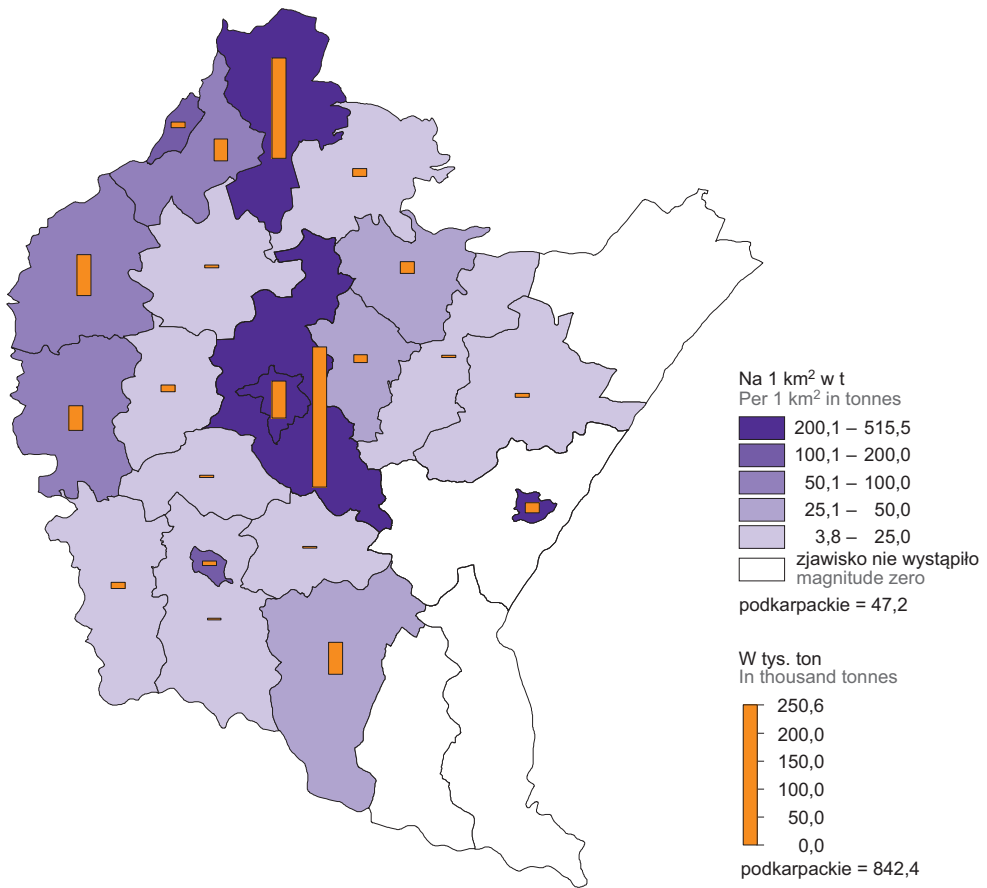 Na 1 km² w t
Per 1 km² in tonnes
200,1 – 515,5
100,1 – 200,0
50,1 – 100,0
25,1 – 50,0
3,8 – 25,0
zjawisko nie wystąpiło
magnitude zero
podkarpackie = 47,2
W tys. ton
In thousand tonnes
250,6
200,0
150,0
100,0
50,0
0,0
podkarpackie = 842,4